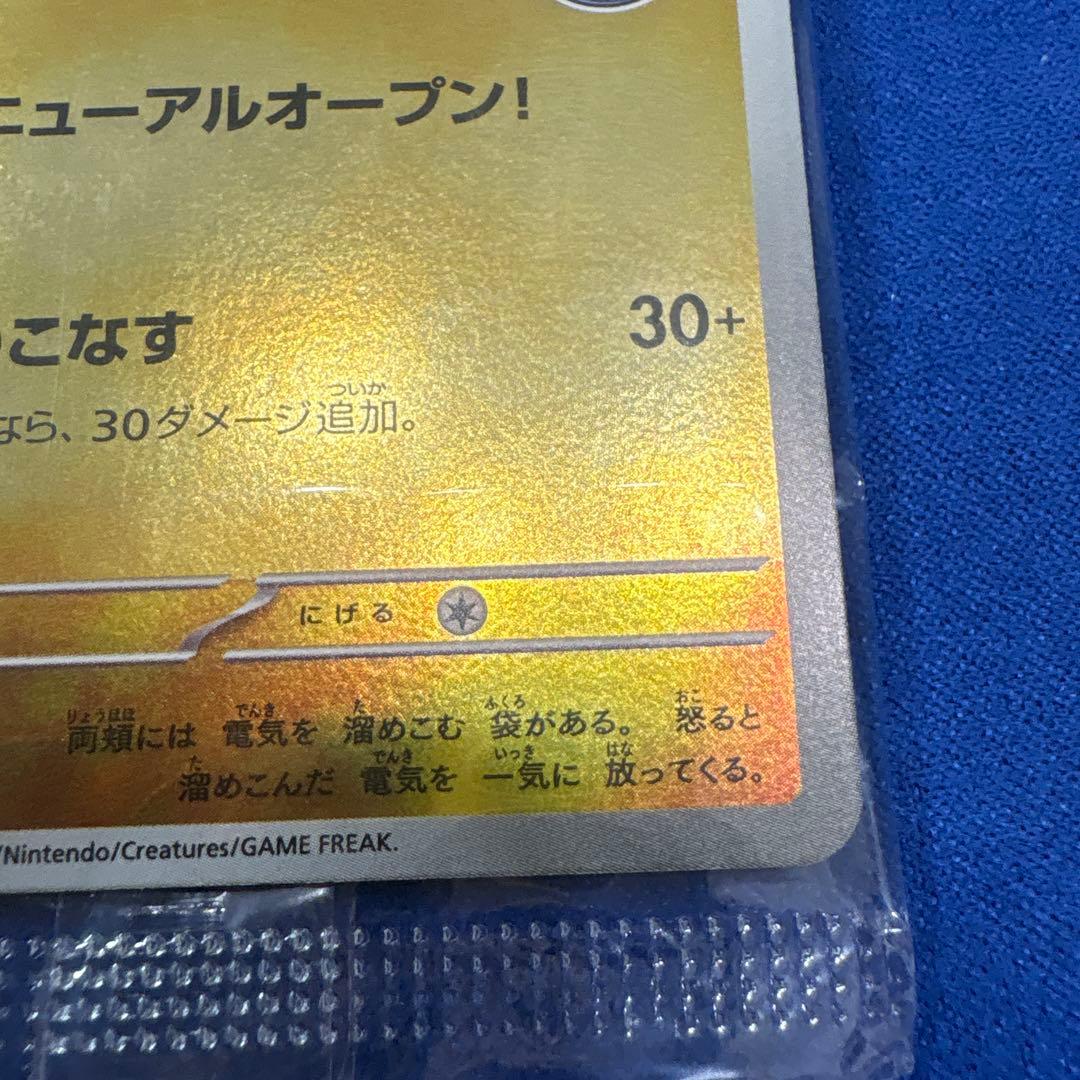 ニューアルオープン!
こなす 30+
なら、30ダメージ追加。
ついか
にげる
りょうほほ でんき た ふくろ おこ
両頬には 電気を 溜めこむ 袋がある。 怒ると
た でんき いっき はな
溜めこんだ 電気を 一気に 放ってくる。
/Nintendo/Creatures/GAME FREAK.